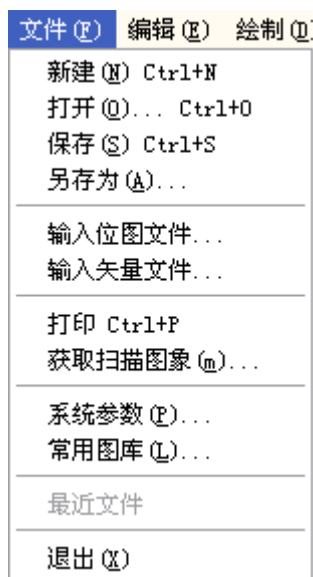 文件(F) 编辑(E) 绘制(D
新建(N) Ctrl+N
打开(O)... Ctrl+O
保存(S) Ctrl+S
另存为(A)...
输入位图文件...
输入矢量文件...
打印 Ctrl+P
获取扫描图象(m)...
系统参数(P)...
常用图库(L)...
最近文件
退出(X)